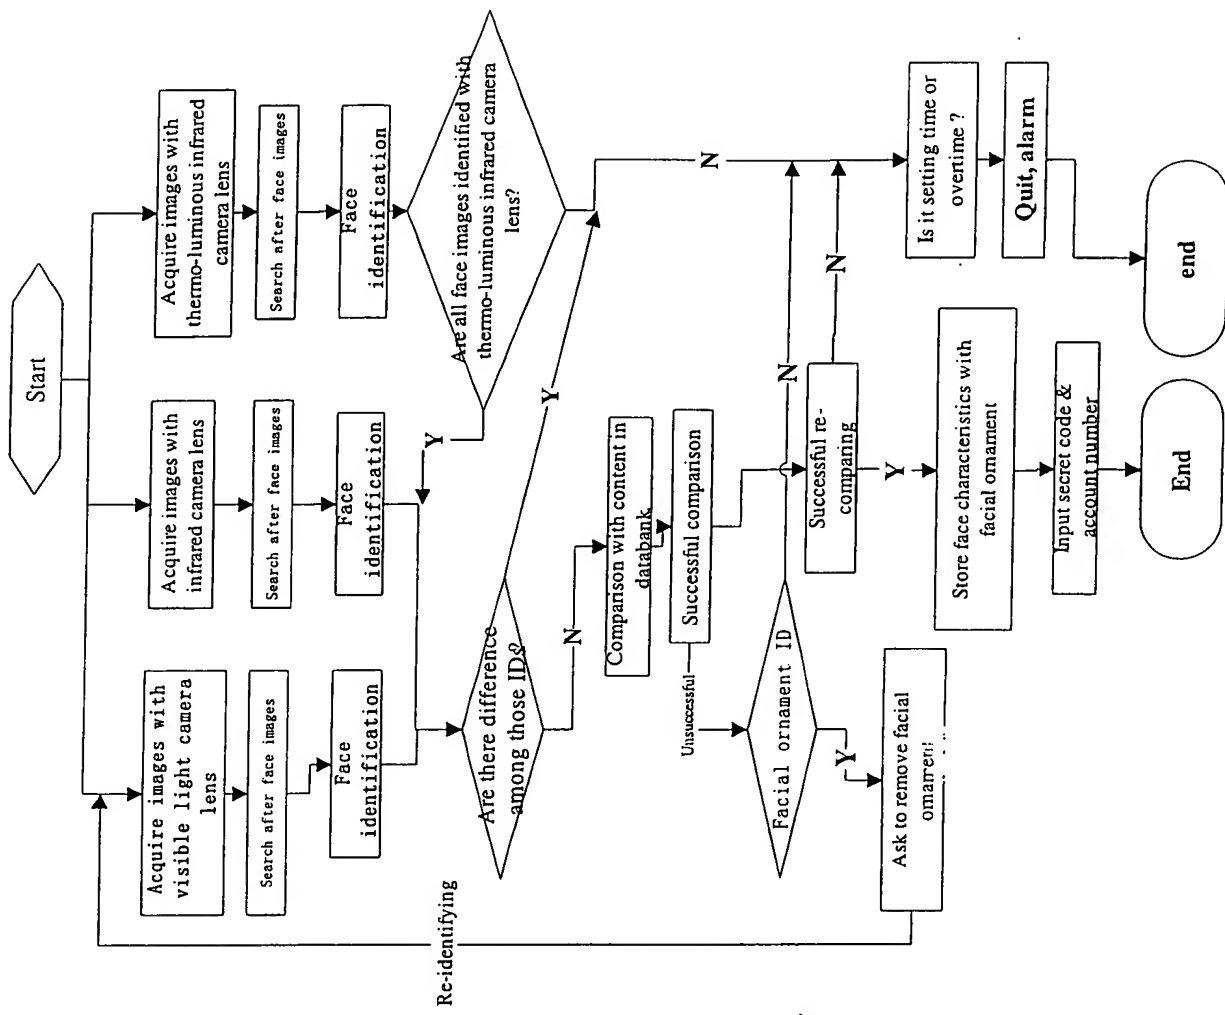 Start
Acquire images with
visible light camera
lens
Search after face images
Face
identification
Acquire images with
infrared camera lens
Search after face images
Face
identification
Acquire images with
thermo-luminous infrared
camera lens
Search after face images
Face
identification
Are all face images identified with
thermo-luminous infrared camera
lens?
Y
N
Are there difference
among those IDs?
Y
N
Comparison with content in
databank
Successful comparison
Unsuccessful
Facial ornament ID
N
Y
Successful re-
comparing
N
Y
Ask to remove facial
ornament!
Re-identifying
Store face characteristics with
facial ornament
Input secret code &
account number
End
Is it setting time or
overtime ?
Quit, alarm
end